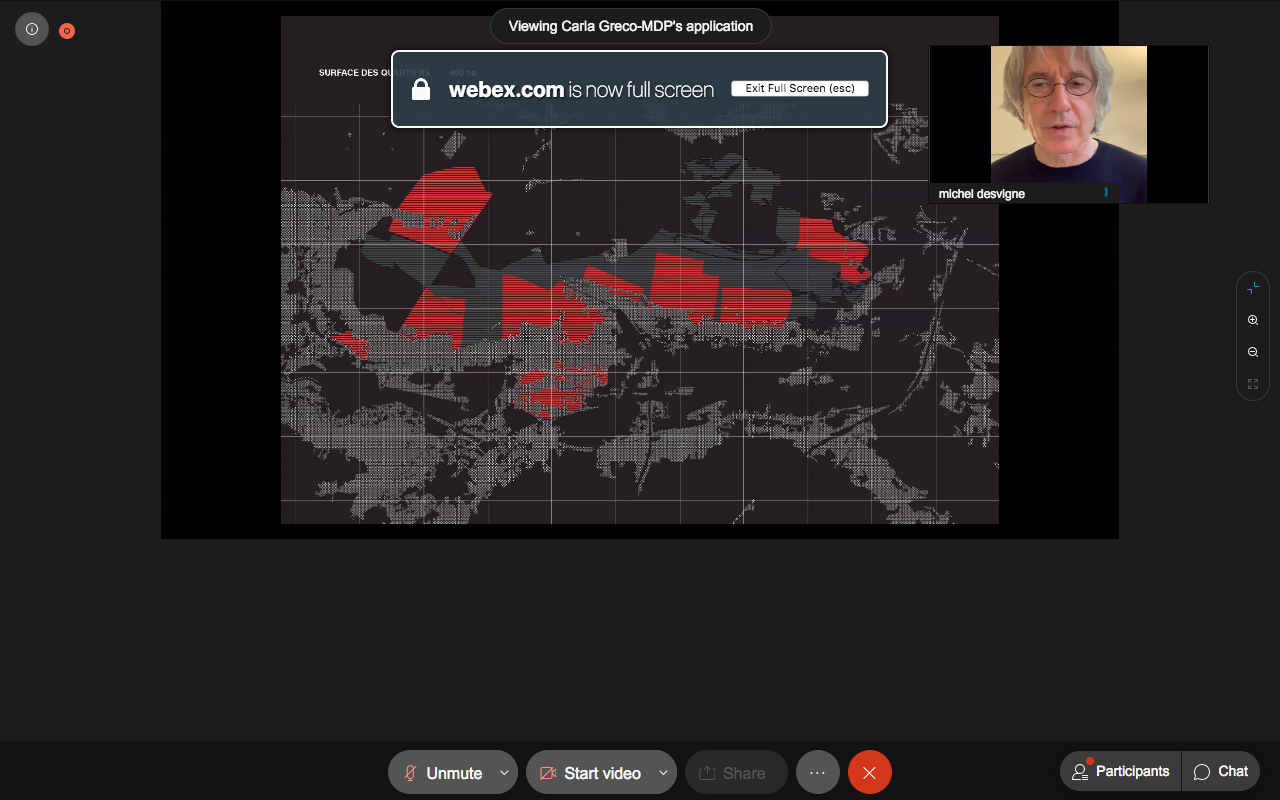 Viewing Carla Greco-MDP's application
SURFACE DES QUARTIERS 400 ha
webex.com is now full screen
Exit Full Screen (esc)
michel desvigne
Unmute
Start video
Share
Participants
Chat